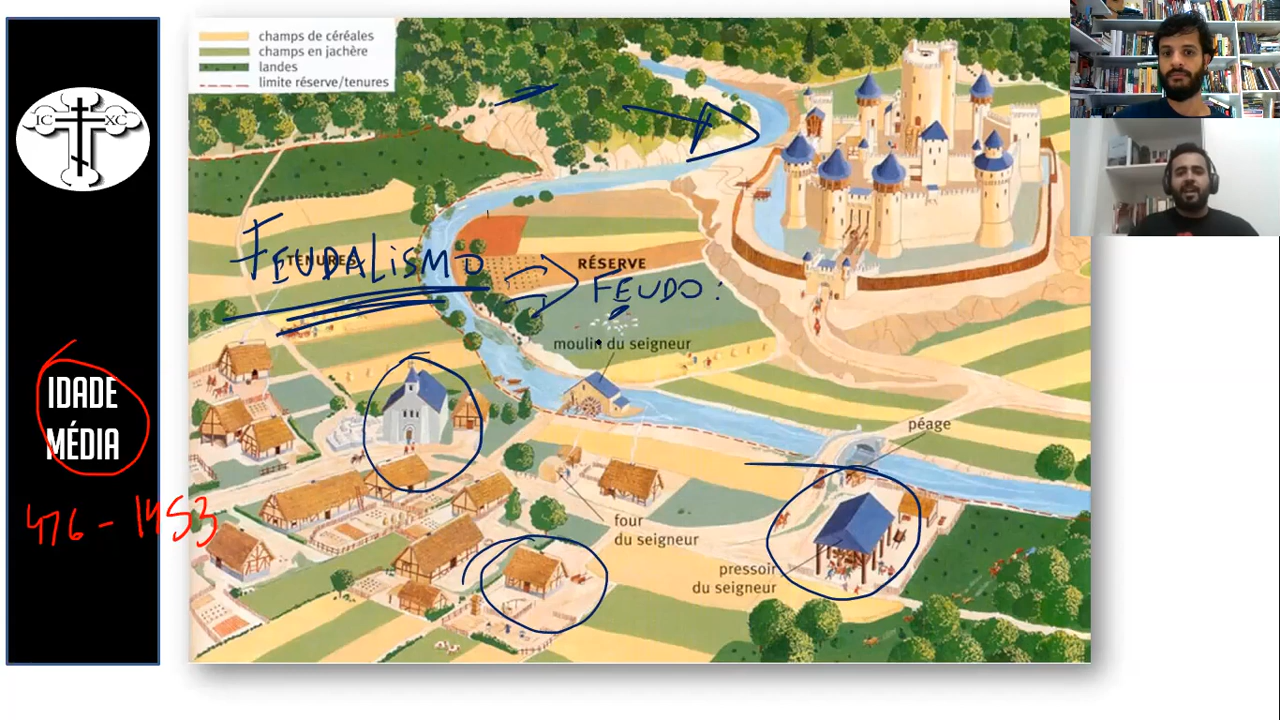 IC XC
IDADE
MÉDIA
476 - 1453
champs de céréales
champs en jachère
landes
limite réserve/tenures
TENURES
FEUDALISMO
RÉSERVE
FEUDO:
moulin du seigneur
péage
four
du seigneur
pressoir
du seigneur